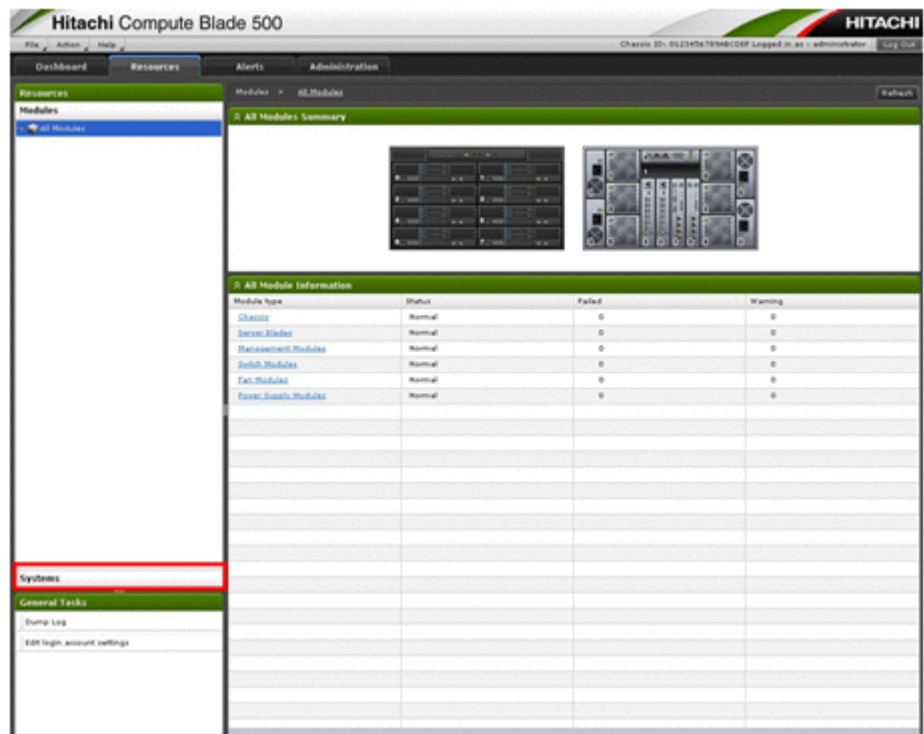 Hitachi Compute Blade 500
HITACHI
File Action Help
Chassis ID: 0123456789ABCDEF Logged in as : administrator Log Out
Dashboard Resources Alerts Administration
Resources
Modules > All Modules Refresh
Modules
All Modules
All Modules Summary
All Module Information
Module type Status Failed Warning
Chassis Normal 0 0
Server Blades Normal 0 0
Management Modules Normal 0 0
Switch Modules Normal 0 0
Fan Modules Normal 0 0
Power Supply Modules Normal 0 0
Systems
General Tasks
Dump Log
Edit login account settings